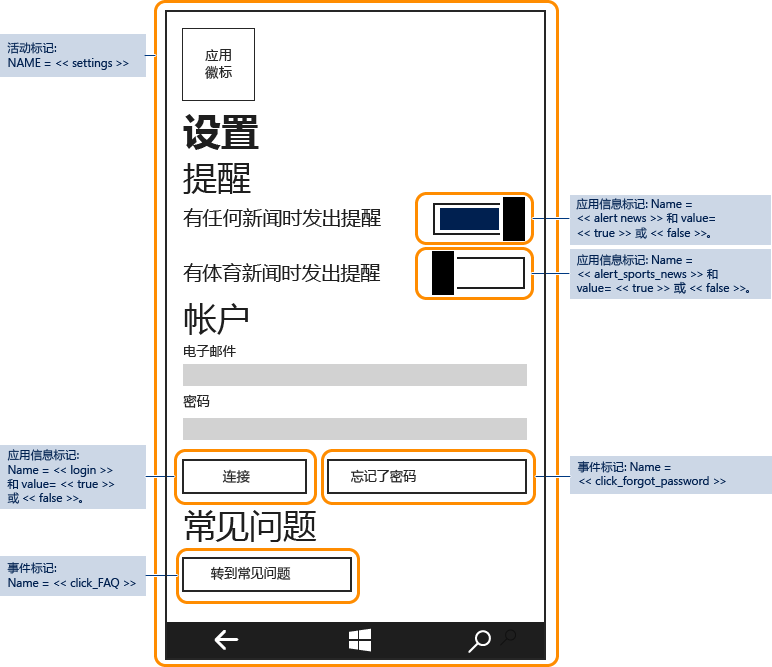 活动标记:
NAME = << settings >>
应用
徽标
设置
提醒
有任何新闻时发出提醒
应用信息标记: Name =
<< alert news >> 和 value=
<< true >> 或 << false >>。
有体育新闻时发出提醒
应用信息标记: Name =
<< alert_sports_news >> 和
value= << true >> 或 << false >>。
帐户
电子邮件
密码
应用信息标记:
Name = << login >>
和 value= << true >>
或 << false >>。
连接
忘记了密码
事件标记: Name =
<< click_forgot_password >>
常见问题
事件标记:
Name = << click_FAQ >>
转到常见问题